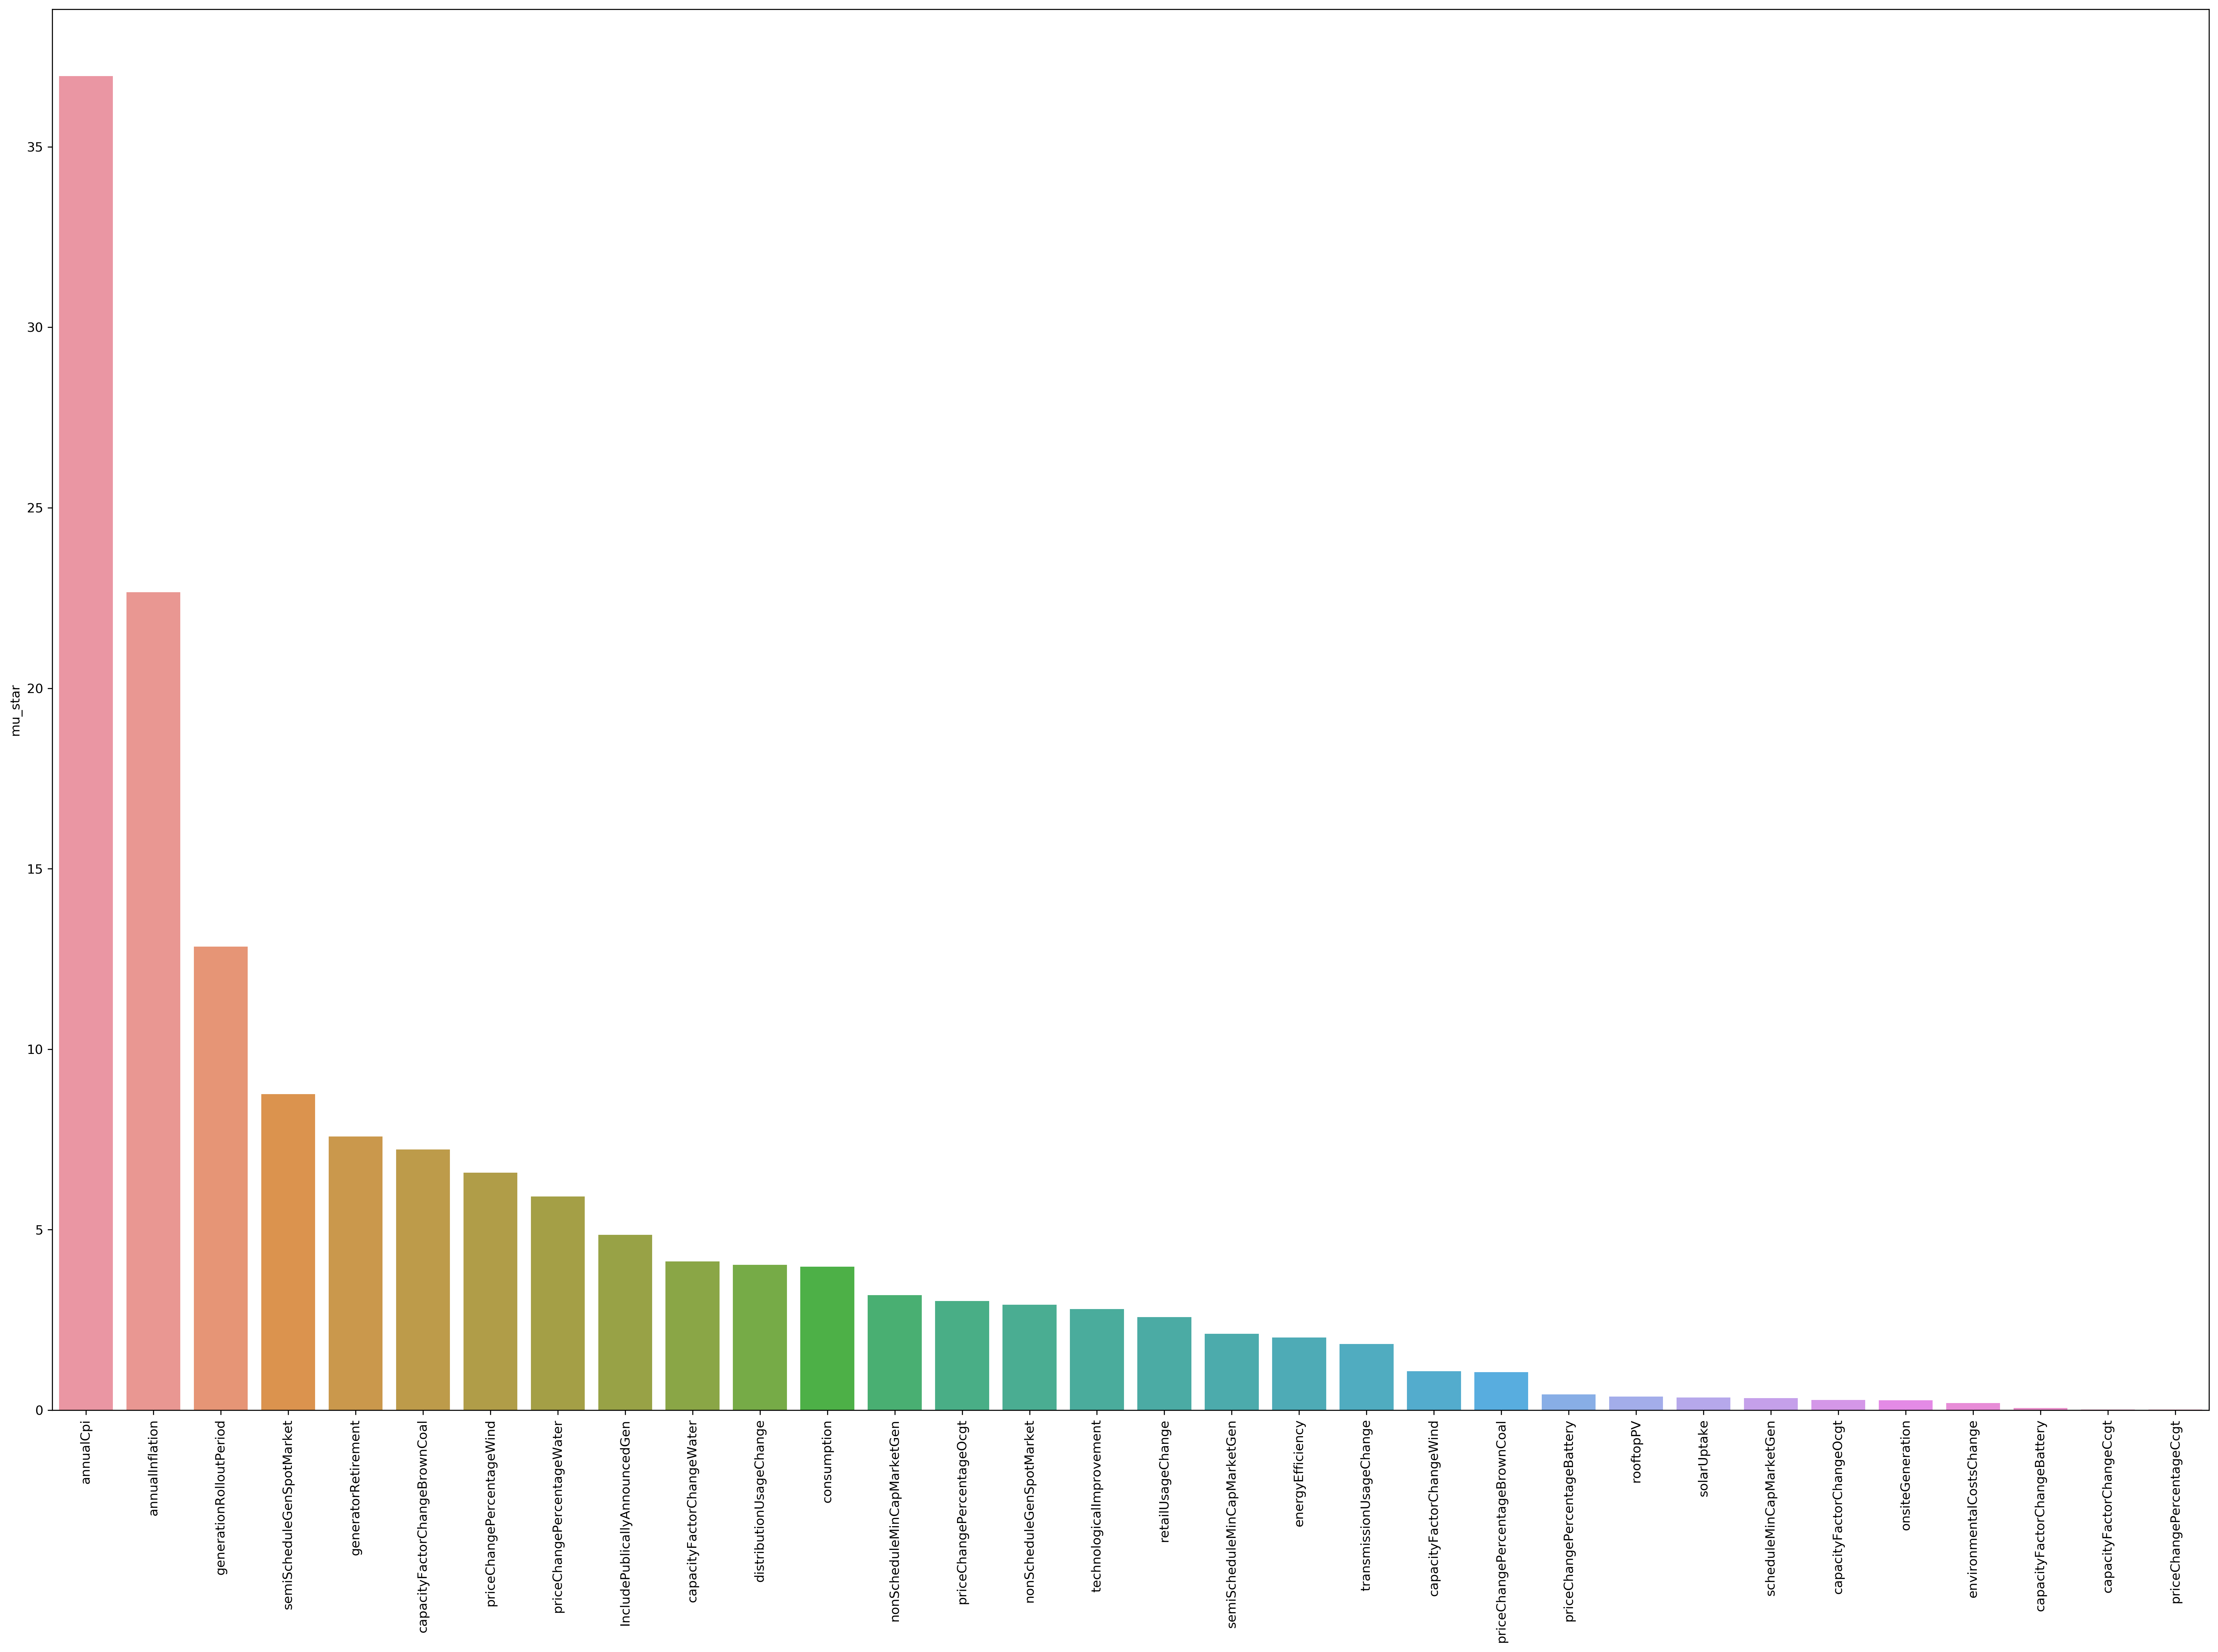 35
30
25
20
15
10
5
0
mu_star
annualCpi
annualInflation
generationRolloutPeriod
semiScheduleGenSpotMarket
generatorRetirement
capacityFactorChangeBrownCoal
priceChangePercentageWind
priceChangePercentageWater
IncludePublicallyAnnouncedGen
capacityFactorChangeWater
distributionUsageChange
consumption
nonScheduleMinCapMarketGen
priceChangePercentageOcgt
nonScheduleGenSpotMarket
technologicalImprovement
retailUsageChange
semiScheduleMinCapMarketGen
energyEfficiency
transmissionUsageChange
capacityFactorChangeWind
priceChangePercentageBrownCoal
priceChangePercentageBattery
rooftopPV
solarUptake
scheduleMinCapMarketGen
capacityFactorChangeOcgt
onsiteGeneration
environmentalCostsChange
capacityFactorChangeBattery
capacityFactorChangeCcgt
priceChangePercentageCcgt